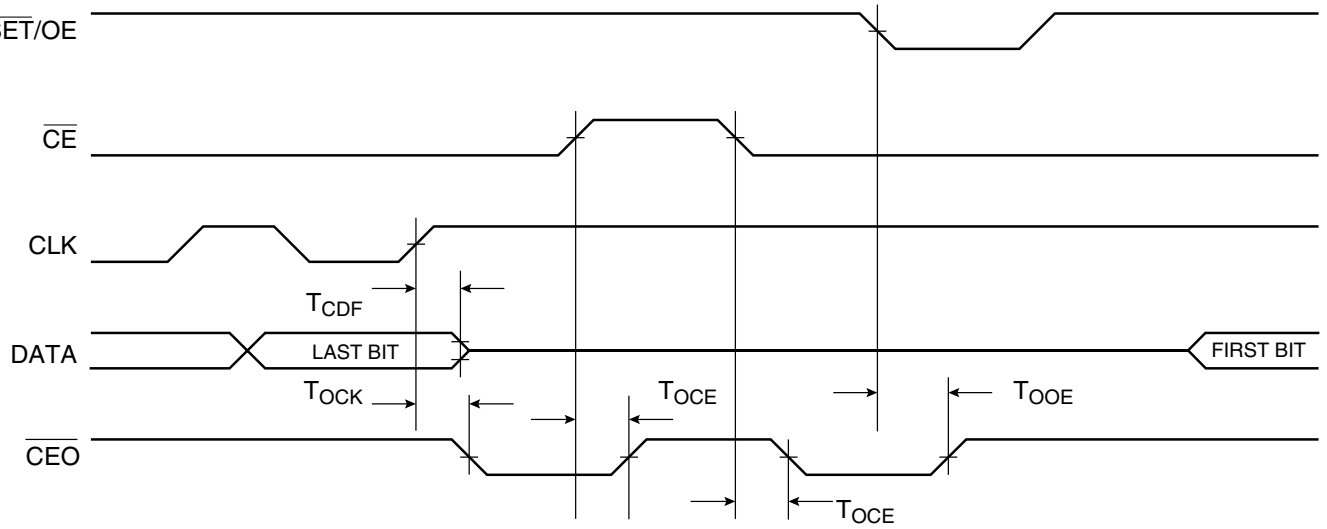 SET/OE
CE
CLK
T_CDF
DATA LAST BIT FIRST BIT
T_OCK T_OCE T_OOE
CEO
T_OCE